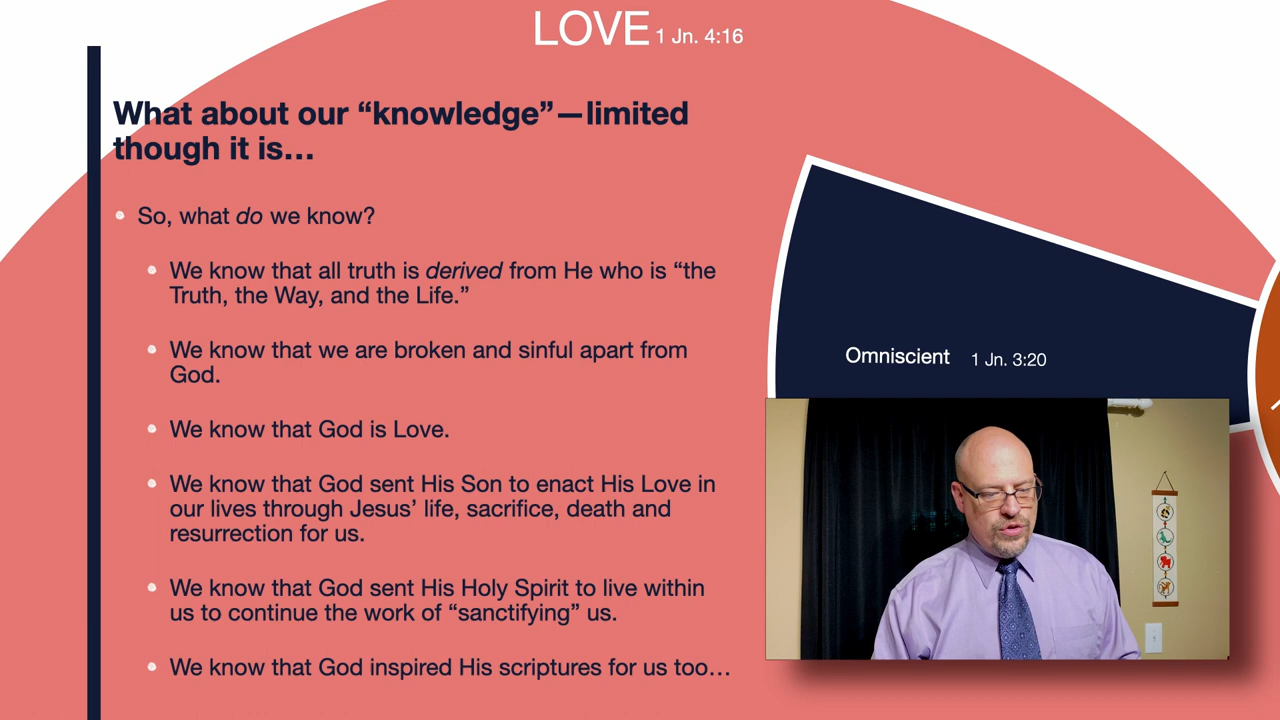 LOVE 1 Jn. 4:16
What about our “knowledge”—limited
though it is…
So, what do we know?
We know that all truth is derived from He who is “the
Truth, the Way, and the Life.”
We know that we are broken and sinful apart from
God.
We know that God is Love.
We know that God sent His Son to enact His Love in
our lives through Jesus’ life, sacrifice, death and
resurrection for us.
We know that God sent His Holy Spirit to live within
us to continue the work of “sanctifying” us.
We know that God inspired His scriptures for us too…
Omniscient 1 Jn. 3:20